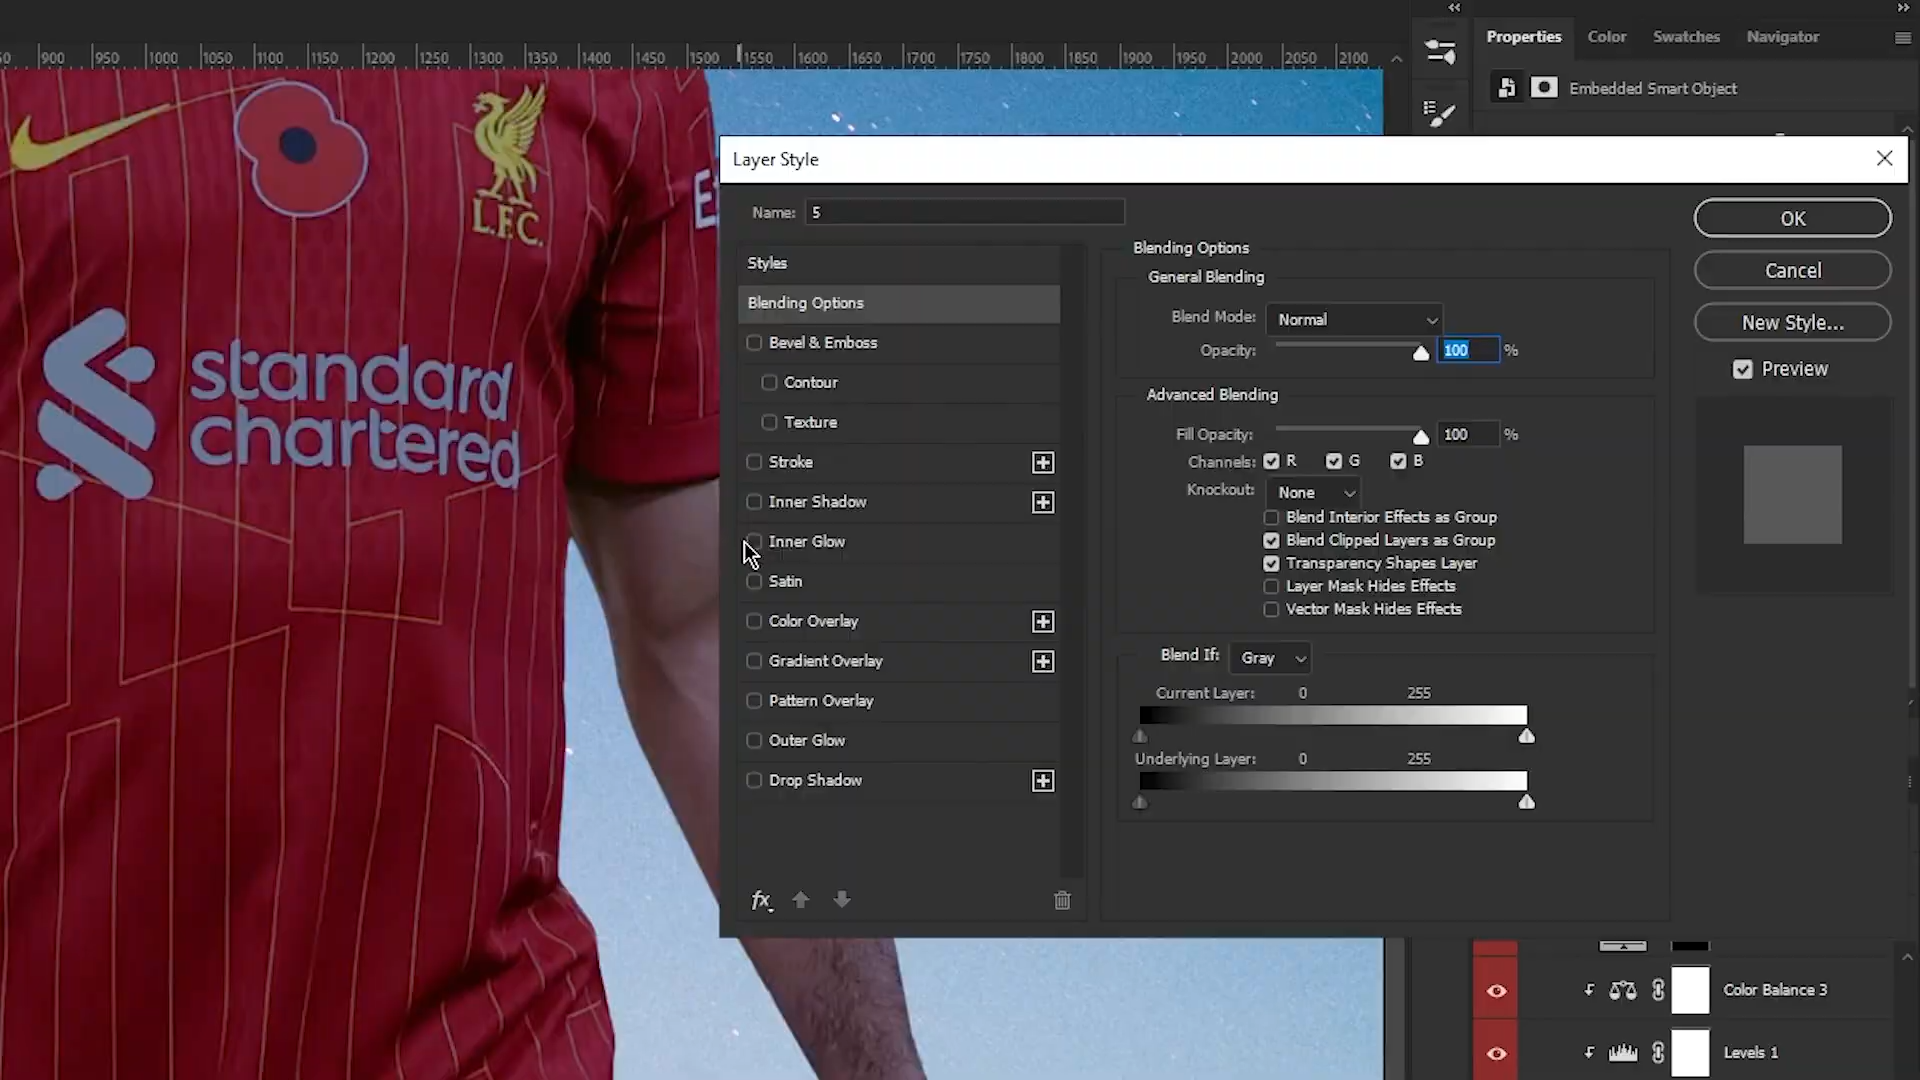 900 950 1000 1050 1100 1150 1200 1250 1300 1350 1400 1450 1500 1550 1600 1650 1700 1750 1800 1850 1900 1950 2000 2050 2100
Properties Color Swatches Navigator
Embedded Smart Object
L.F.C.
standard
chartered
Layer Style
Name: 5
Styles
Blending Options
Bevel & Emboss
Contour
Texture
Stroke
Inner Shadow
Inner Glow
Satin
Color Overlay
Gradient Overlay
Pattern Overlay
Outer Glow
Drop Shadow
fx
Blending Options
General Blending
Blend Mode: Normal
Opacity: 100 %
Advanced Blending
Fill Opacity: 100 %
Channels: R G B
Knockout: None
Blend Interior Effects as Group
Blend Clipped Layers as Group
Transparency Shapes Layer
Layer Mask Hides Effects
Vector Mask Hides Effects
Blend If: Gray
Current Layer: 0 255
Underlying Layer: 0 255
OK
Cancel
New Style...
Preview
Color Balance 3
Levels 1